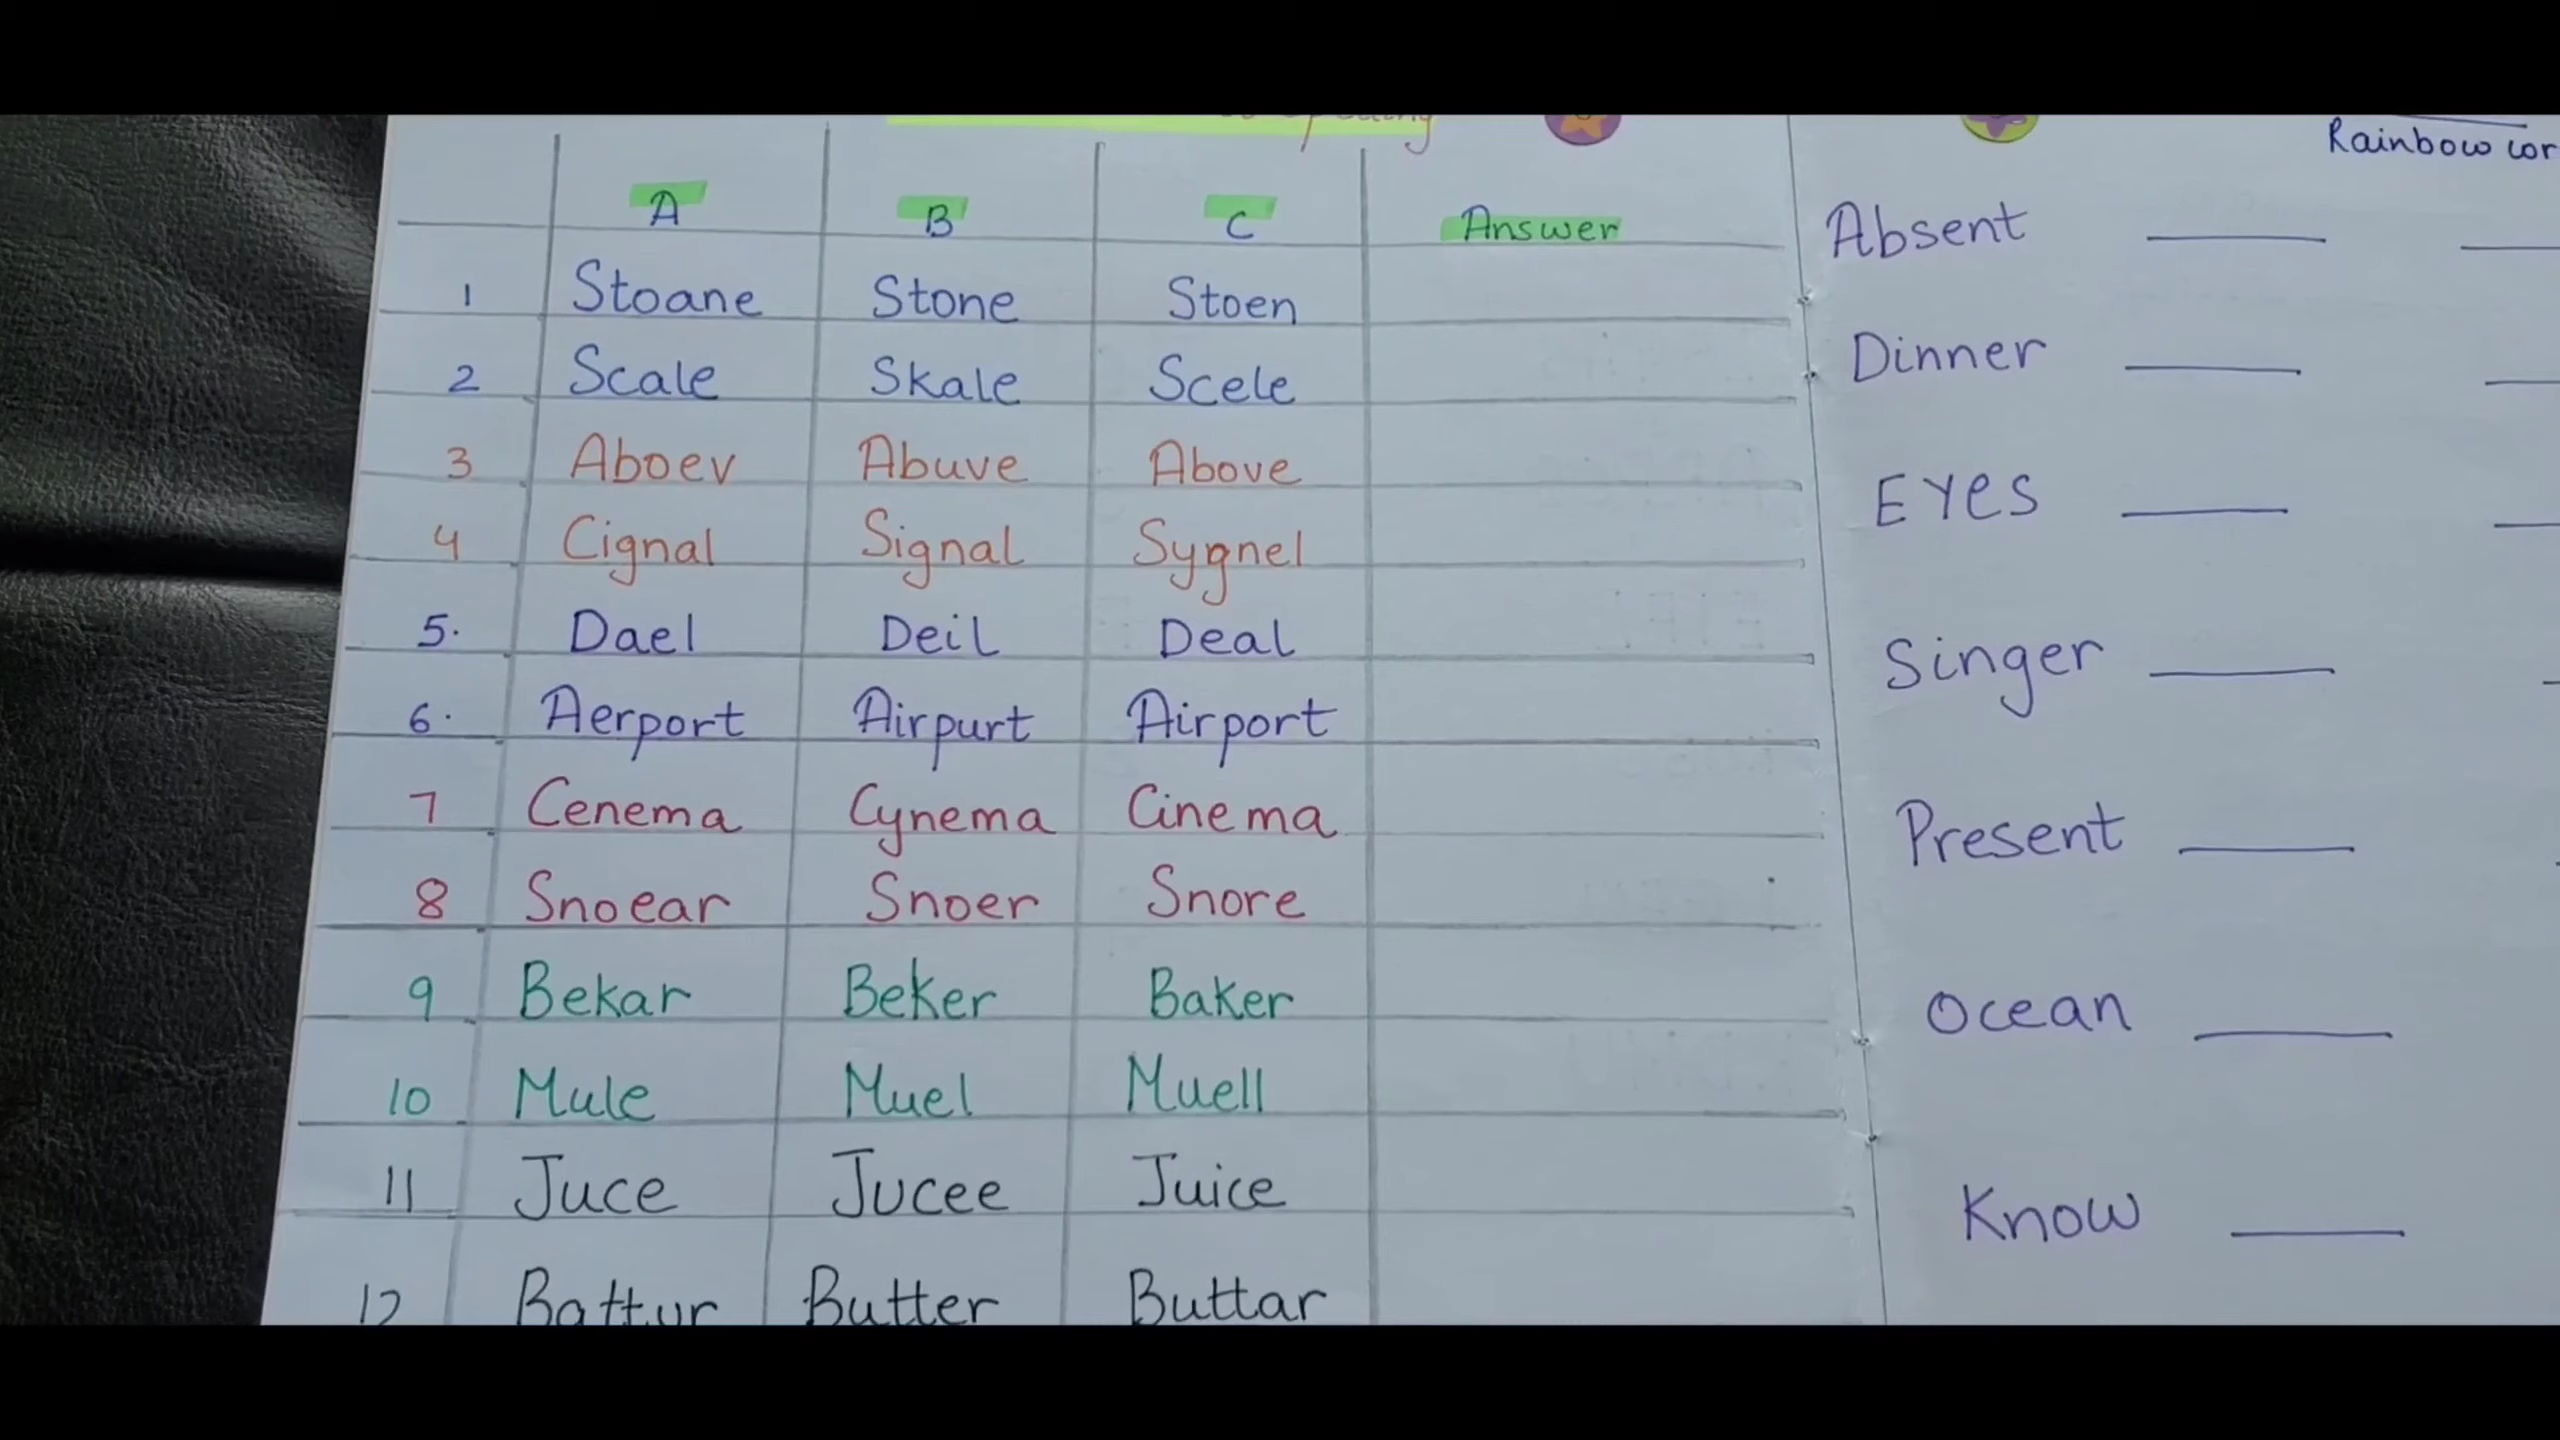 spelling
A B C Answer
1 Stoane Stone Stoen
2 Scale Skale Scele
3 Aboev Abuve Above
4 Cignal Signal Sygnel
5. Dael Deil Deal
6. Aerport Airpurt Airport
7 Cenema Cynema Cinema
8 Snoear Snoer Snore
9 Bekar Beker Baker
10 Mule Muel Muell
11 Juce Jucee Juice
12 Battur Butter Buttar
Rainbow wor
Absent
Dinner
EYes
Singer
Present
Ocean
Know